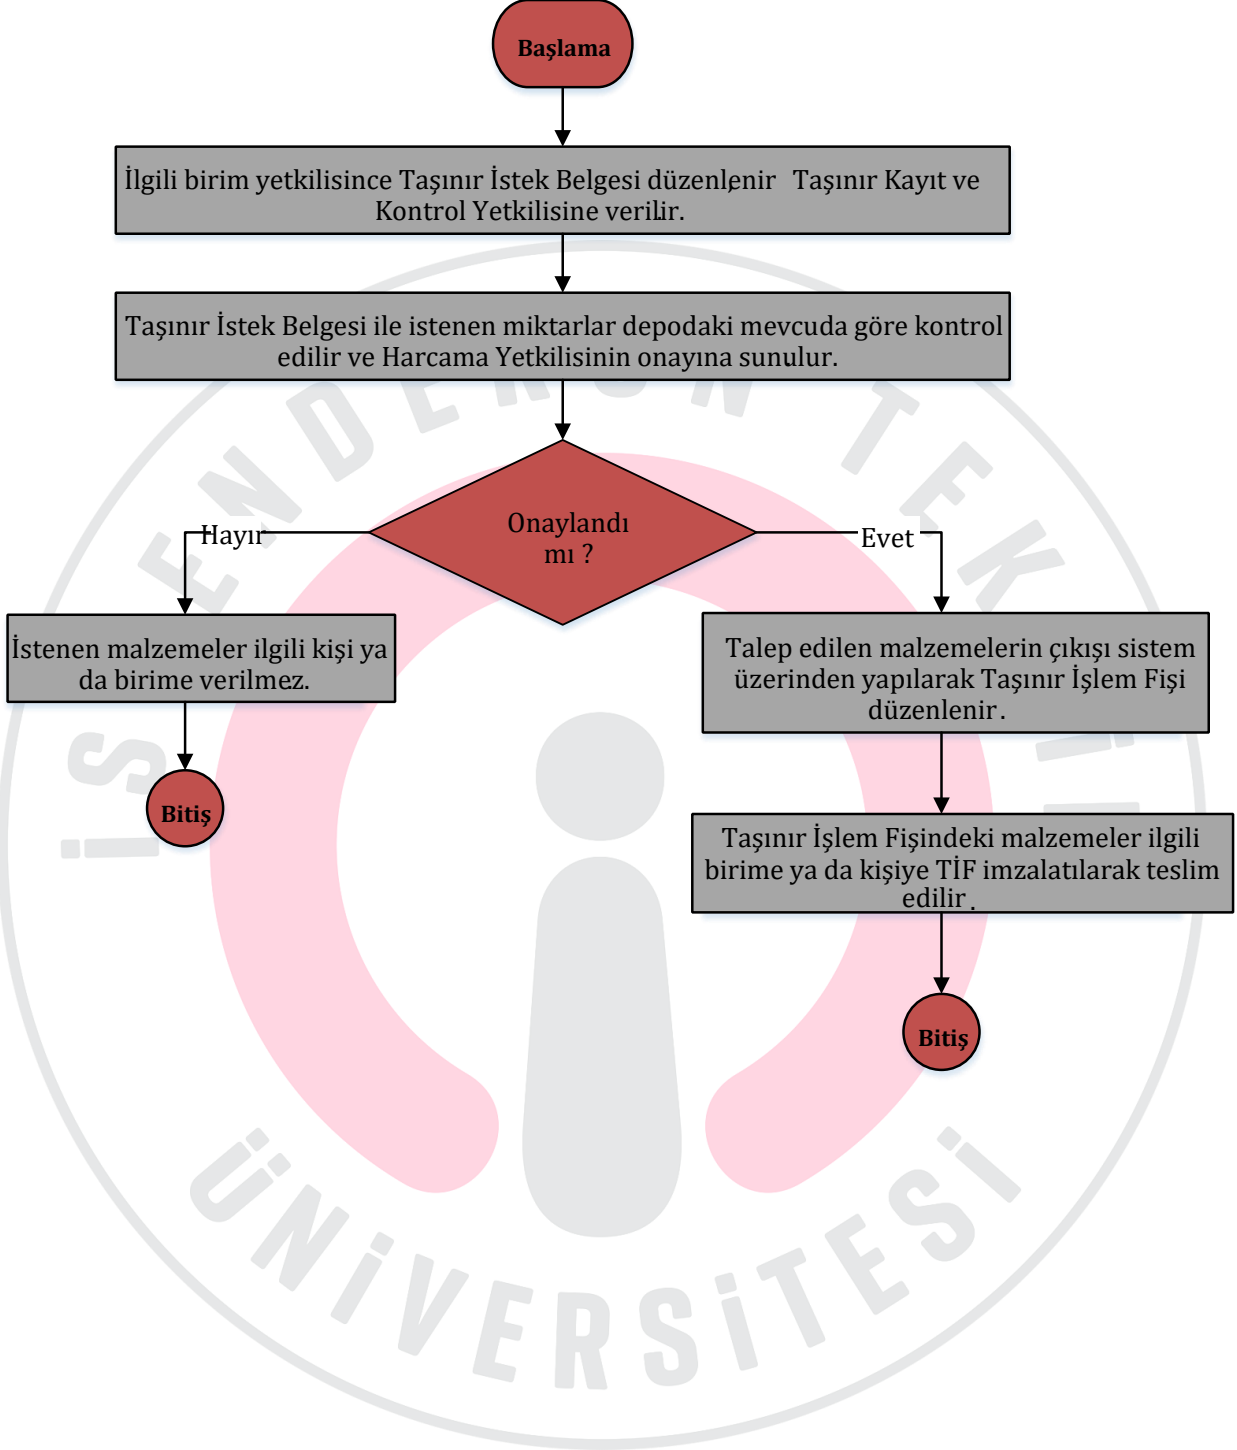 Başlama
İlgili birim yetkilisince Taşınır İstek Belgesi düzenlenir, Taşınır Kayıt ve
Kontrol Yetkilisine verilir.
Taşınır İstek Belgesi ile istenen miktarlar depodaki mevcuda göre kontrol
edilir ve Harcama Yetkilisinin onayına sunulur.
Onaylandı
mı ?
Hayır
Evet
İstenen malzemeler ilgili kişi ya
da birime verilmez.
Talep edilen malzemelerin çıkışı sistem
üzerinden yapılarak Taşınır İşlem Fişi
düzenlenir.
Bitiş
Taşınır İşlem Fişindeki malzemeler ilgili
birime ya da kişiye TİF imzalatılarak teslim
edilir.
Bitiş
ÜNİVERSİTESİ